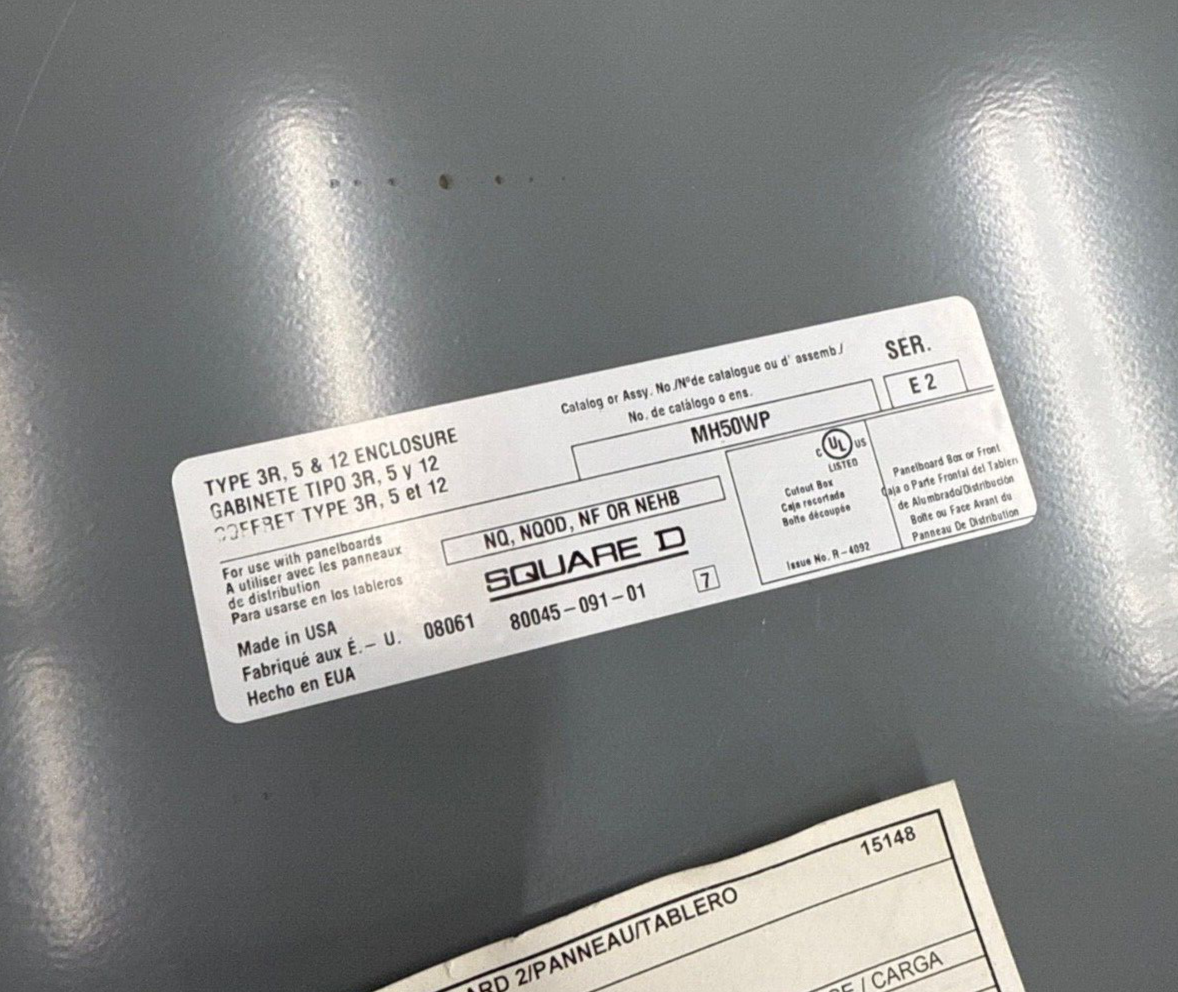 TYPE 3R, 5 & 12 ENCLOSURE
GABINETE TIPO 3R, 5 y 12
COFFRET TYPE 3R, 5 et 12
Catalog or Assy. No./Nº de catalogue ou d' assemb./
No. de catálogo o ens.
MH50WP
SER.
E 2
For use with panelboards
A utiliser avec les panneaux
de distribution
Para usarse en los tableros
NQ, NQOD, NF OR NEHB
SQUARE D
Made in USA
Fabriqué aux É.– U.
Hecho en EUA
08061
80045–091–01
7
C UL US
LISTED
Cutout Box
Caja recortada
Boîte découpée
Issue No. R–4092
Panelboard Box or Front
Caja o Parte Frontal del Tablero
de Alumbrado/Distribución
Boîte ou Face Avant du
Panneau De Distribution
15148
ARD 2/PANNEAU/TABLERO
/ CARGA